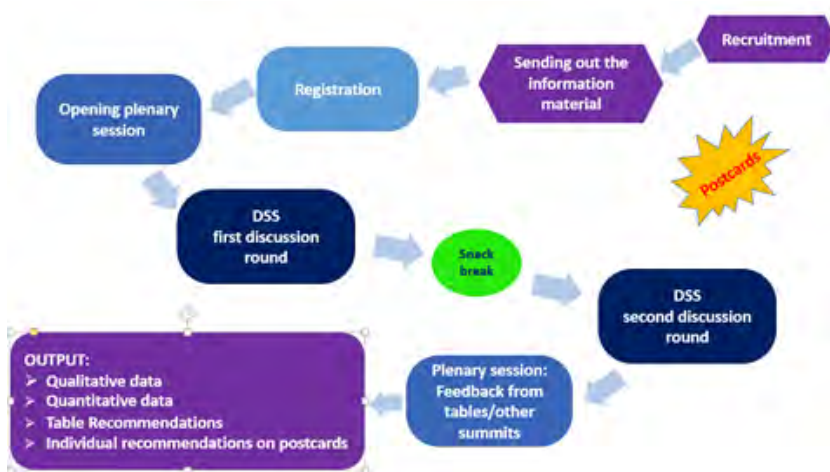 Recruitment
Sending out the
information
material
Registration
Opening plenary
session
Postcards
DSS
first discussion
round
Snack
break
DSS
second discussion
round
Plenary session:
Feedback from
tables/other
summits
OUTPUT:
➢ Qualitative data
➢ Quantitative data
➢ Table Recommendations
➢ Individual recommendations on postcards